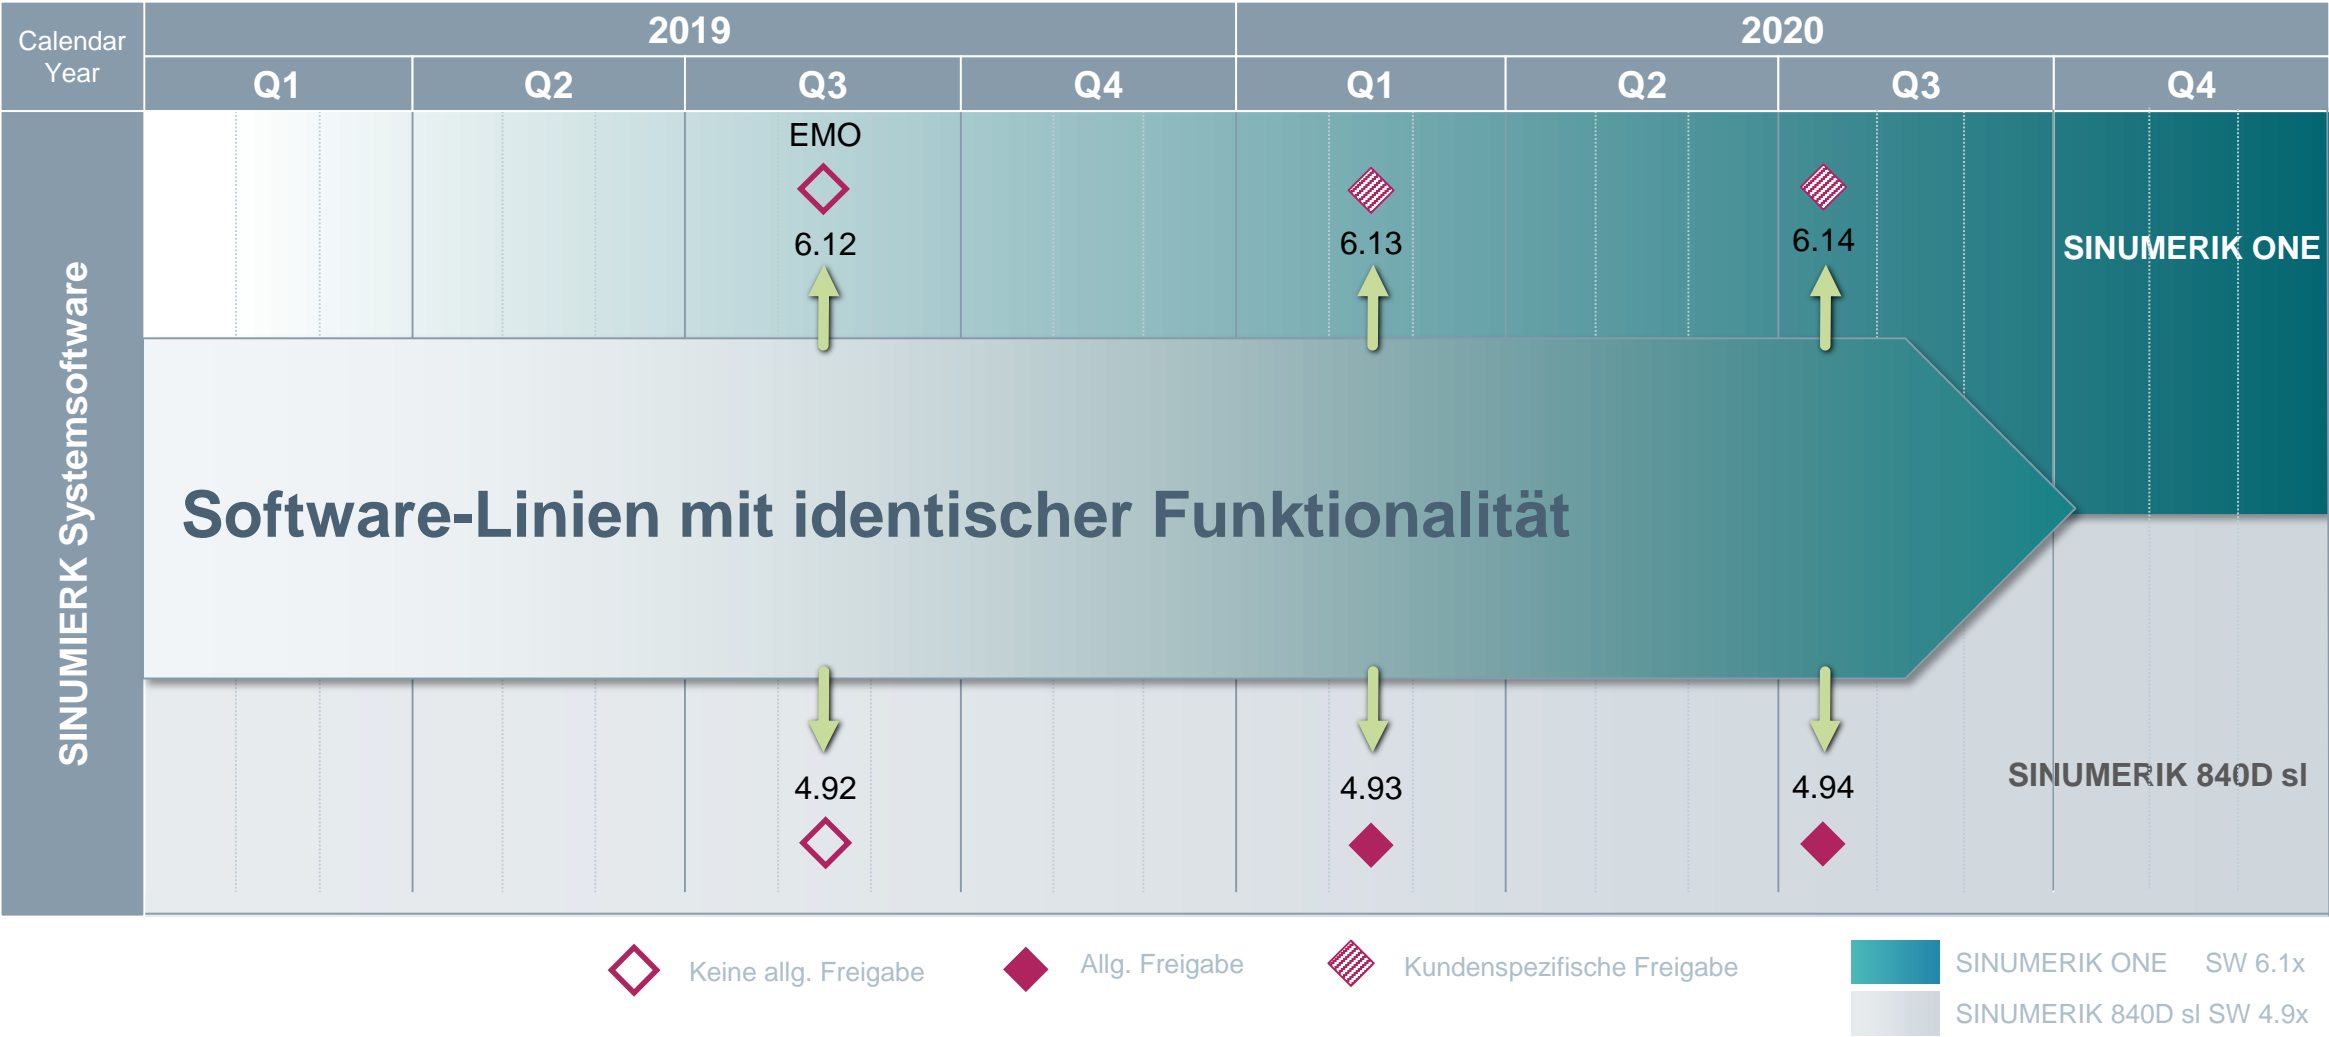 Calendar
Year
2019
2020
Q1
Q2
Q3
Q4
Q1
Q2
Q3
Q4
SINUMIERK Systemsoftware
EMO
6.12
6.13
6.14
SINUMERIK ONE
Software-Linien mit identischer Funktionalität
4.92
4.93
4.94
SINUMERIK 840D sl
Keine allg. Freigabe
Allg. Freigabe
Kundenspezifische Freigabe
SINUMERIK ONE SW 6.1x
SINUMERIK 840D sl SW 4.9x